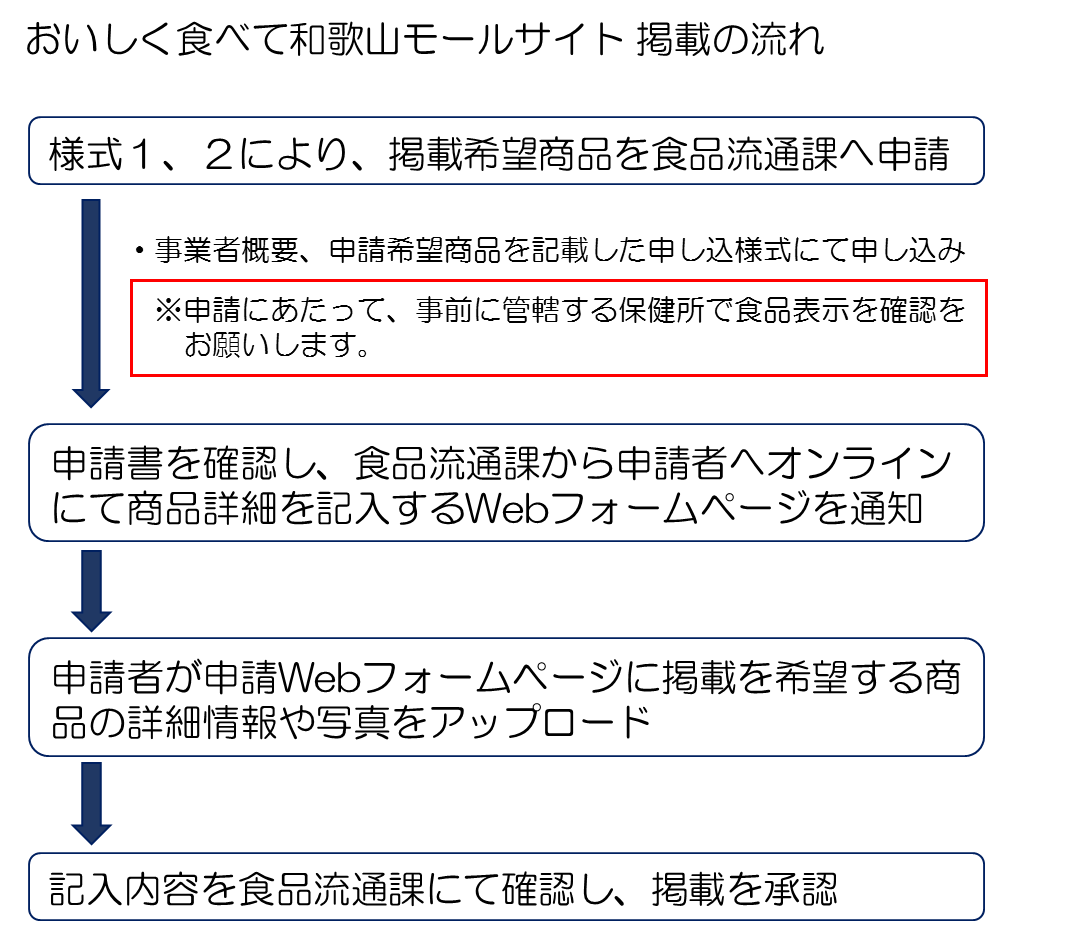 おいしく食べて和歌山モールサイト 掲載の流れ
様式１、２により、掲載希望商品を食品流通課へ申請
・事業者概要、申請希望商品を記載した申し込様式にて申し込み
※申請にあたって、事前に管轄する保健所で食品表示を確認を
お願いします。
申請書を確認し、食品流通課から申請者へオンライン
にて商品詳細を記入するWebフォームページを通知
申請者が申請Webフォームページに掲載を希望する商
品の詳細情報や写真をアップロード
記入内容を食品流通課にて確認し、掲載を承認